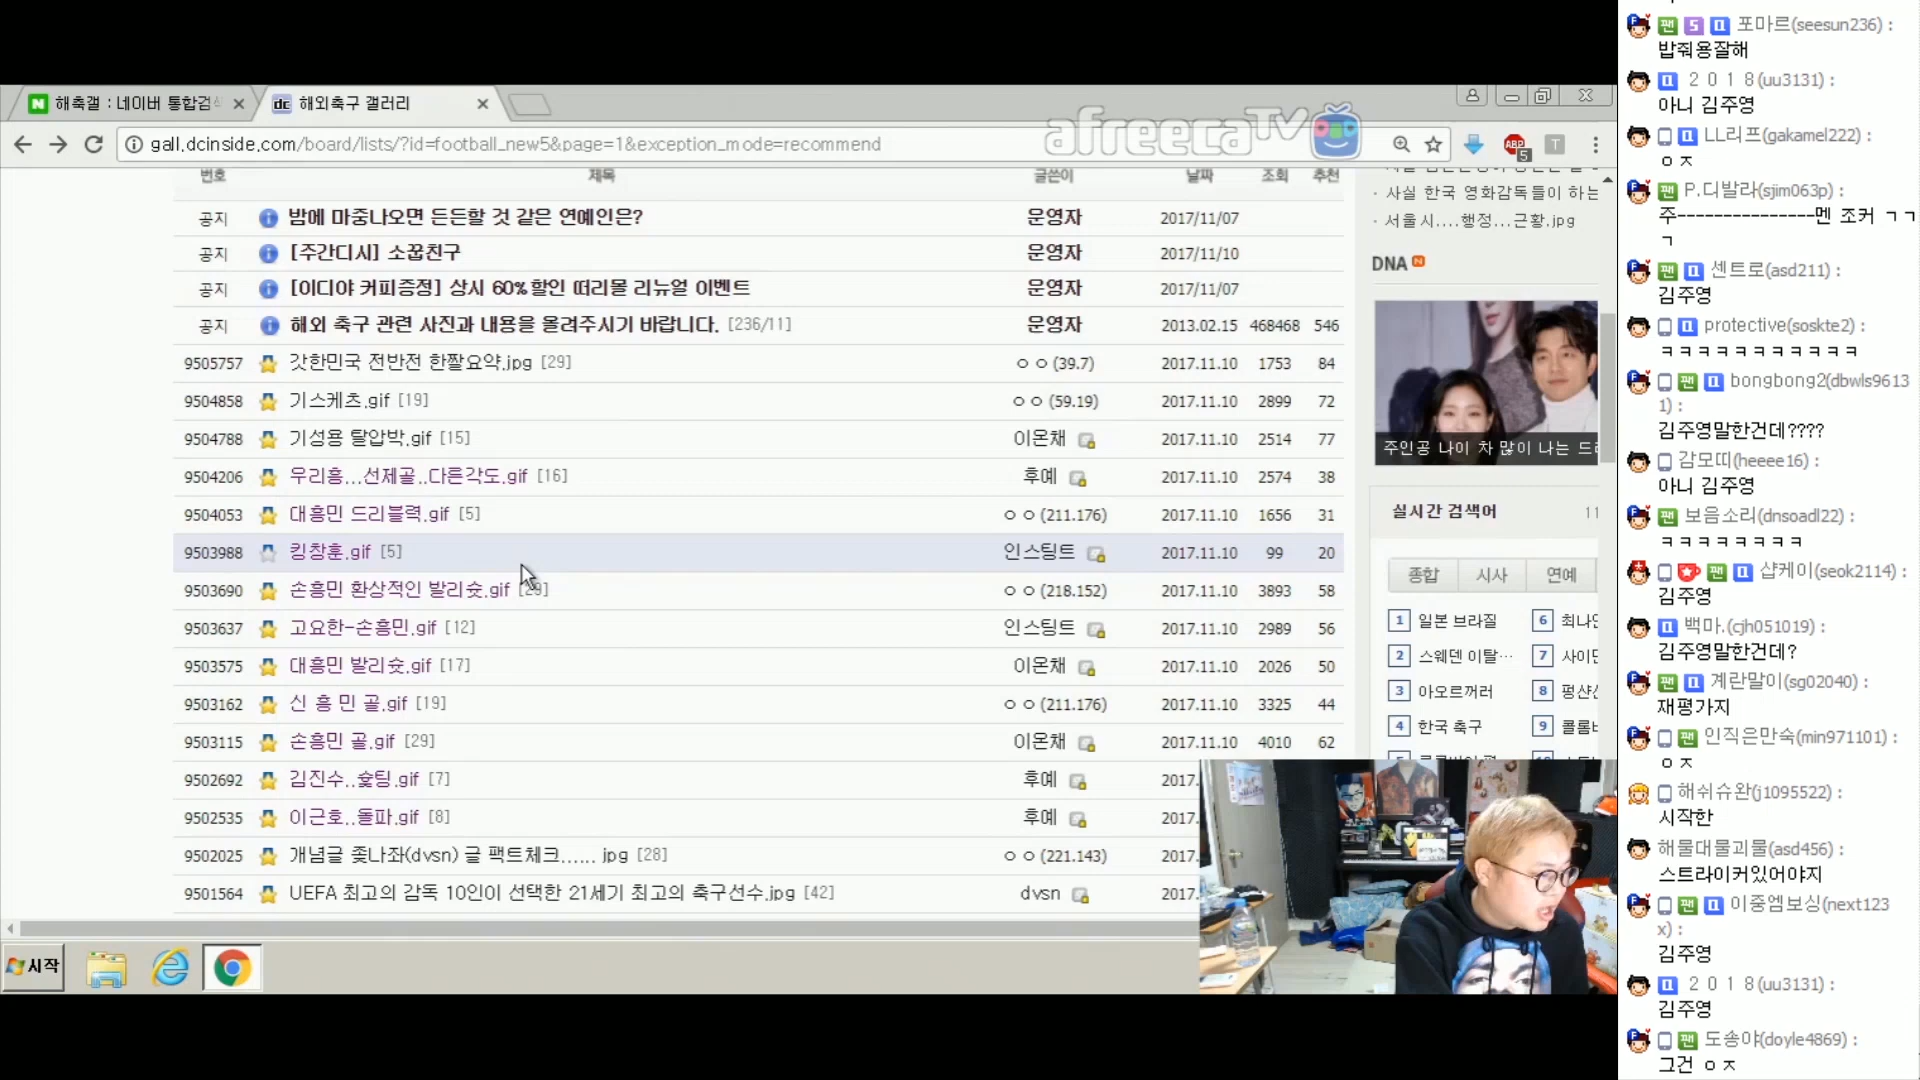 해축갤 : 네이버 통합검
해외축구 갤러리
gall.dcinside.com/board/lists/?id=football_new5&page=1&exception_mode=recommend
afreecaTV
ABP
5
T
번호 제목 글쓴이 날짜 조회 추천
공지 밤에 마중나오면 든든할 것 같은 연예인은? 운영자 2017/11/07
공지 [주간디시] 소꿉친구 운영자 2017/11/10
공지 [이디야 커피증정] 상시 60%할인 떠리몰 리뉴얼 이벤트 운영자 2017/11/07
공지 해외 축구 관련 사진과 내용을 올려주시기 바랍니다. [236/11] 운영자 2013.02.15 468468 546
9505757 갓한민국 전반전 한짤요약.jpg [29] ㅇㅇ(39.7) 2017.11.10 1753 84
9504858 기스케츠.gif [19] ㅇㅇ(59.19) 2017.11.10 2899 72
9504788 기성용 탈압박.gif [15] 이온채 2017.11.10 2514 77
9504206 우리흥...선제골..다른각도.gif [16] 후예 2017.11.10 2574 38
9504053 대흥민 드리블력.gif [5] ㅇㅇ(211.176) 2017.11.10 1656 31
9503988 킹창훈.gif [5] 인스팅트 2017.11.10 99 20
9503690 손흥민 환상적인 발리슛.gif [29] ㅇㅇ(218.152) 2017.11.10 3893 58
9503637 고요한-손흥민.gif [12] 인스팅트 2017.11.10 2989 56
9503575 대흥민 발리슛.gif [17] 이온채 2017.11.10 2026 50
9503162 신 흥 민 골.gif [19] ㅇㅇ(211.176) 2017.11.10 3325 44
9503115 손흥민 골.gif [29] 이온채 2017.11.10 4010 62
9502692 김진수..슛팅.gif [7] 후예 2017.
9502535 이근호..돌파.gif [8] 후예 2017.
9502025 개념글 좆나좌(dvsn) 글 팩트체크...... jpg [28] ㅇㅇ(221.143) 2017.
9501564 UEFA 최고의 감독 10인이 선택한 21세기 최고의 축구선수.jpg [42] dvsn 2017.
· 사실 한국 영화감독들이 하는
· 서울시....행정...근황.jpg
DNA N
주인공 나이 차 많이 나는 드
실시간 검색어 11
종합 시사 연예
1 일본 브라질 6 최나
2 스웨덴 이탈… 7 사이
3 아오르꺼러 8 펑샨
4 한국 축구 9 콜롬
시작
팬 S 포마르(seesun236) :
밥줘용잘해
2 0 1 8(uu3131) :
아니 김주영
LL리프(gakamel222) :
ㅇㅈ
팬 P.디발라(sjim063p) :
주---------------멘 조커 ㄱㄱ
ㄱ
팬 센트로(asd211) :
김주영
protective(soskte2) :
ㅋㅋㅋㅋㅋㅋㅋㅋㅋㅋㅋ
팬 bongbong2(dbwls9613
1) :
김주영말한건데????
감모띠(heeee16) :
아니 김주영
팬 보음소리(dnsoadl22) :
ㅋㅋㅋㅋㅋㅋㅋㅋ
팬 샵케이(seok2114) :
김주영
백마.(cjh051019) :
김주영말한건데?
팬 계란말이(sg02040) :
재평가지
팬 인직은만숙(min971101) :
ㅇㅈ
해쉬슈완(j1095522) :
시작한
해물대물괴물(asd456) :
스트라이커있어야지
팬 이중엠보싱(next123
x) :
김주영
2 0 1 8(uu3131) :
김주영
팬 도송야(doyle4869) :
그건 ㅇㅈ